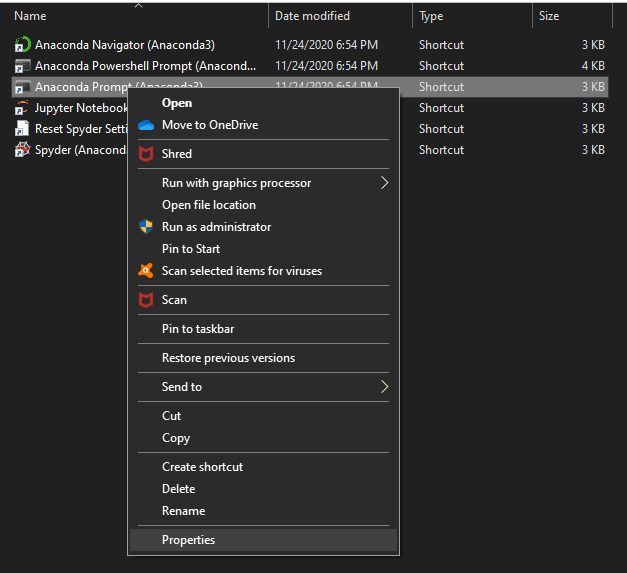 Name Date modified Type Size
Anaconda Navigator (Anaconda3) 11/24/2020 6:54 PM Shortcut 3 KB
Anaconda Powershell Prompt (Anacond... 11/24/2020 6:54 PM Shortcut 4 KB
Anaconda Prompt (Anaconda3) 11/24/2020 6:54 PM Shortcut 3 KB
Jupyter Notebook Shortcut 3 KB
Reset Spyder Setti Shortcut 3 KB
Spyder (Anaconda Shortcut 3 KB
Open
Move to OneDrive
Shred
Run with graphics processor
Open file location
Run as administrator
Pin to Start
Scan selected items for viruses
Scan
Pin to taskbar
Restore previous versions
Send to
Cut
Copy
Create shortcut
Delete
Rename
Properties